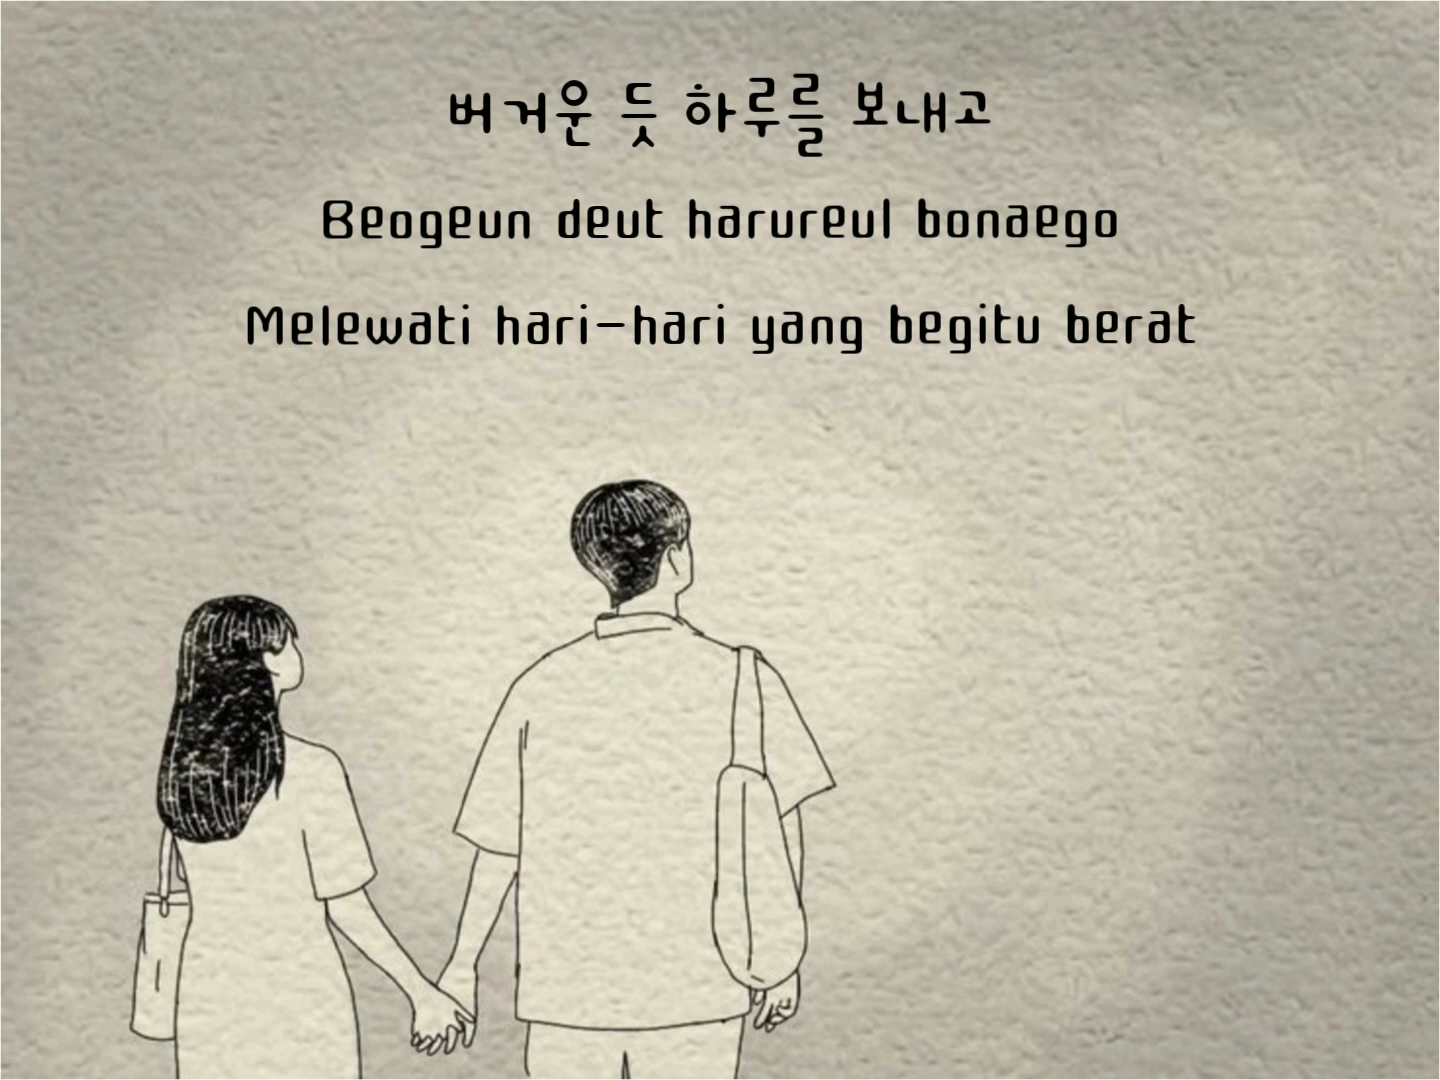 버거운 듯 하루를 보내고
Beogeun deut harureul bonaego
Melewati hari-hari yang begitu berat